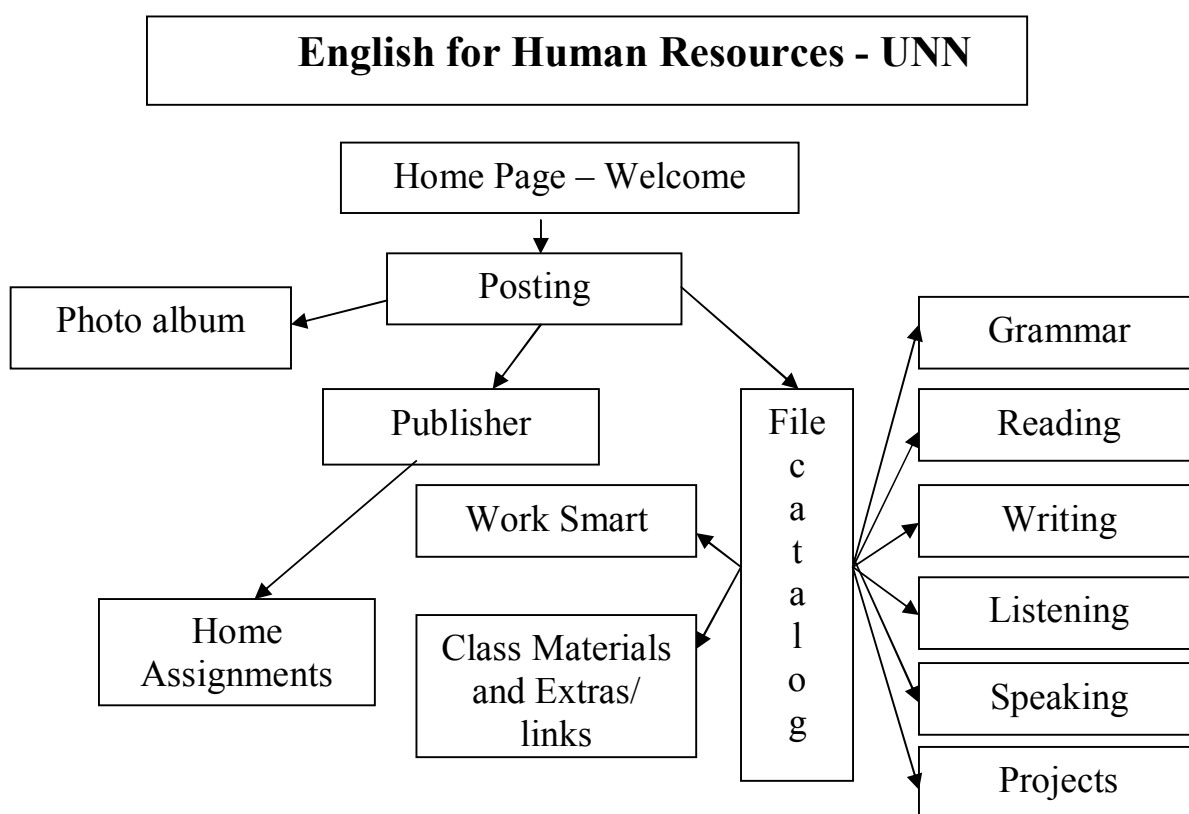 English for Human Resources - UNN
Home Page – Welcome
Posting
Photo album
Publisher
File
c
a
t
a
l
o
g
Work Smart
Class Materials
and Extras/
links
Home
Assignments
Grammar
Reading
Writing
Listening
Speaking
Projects